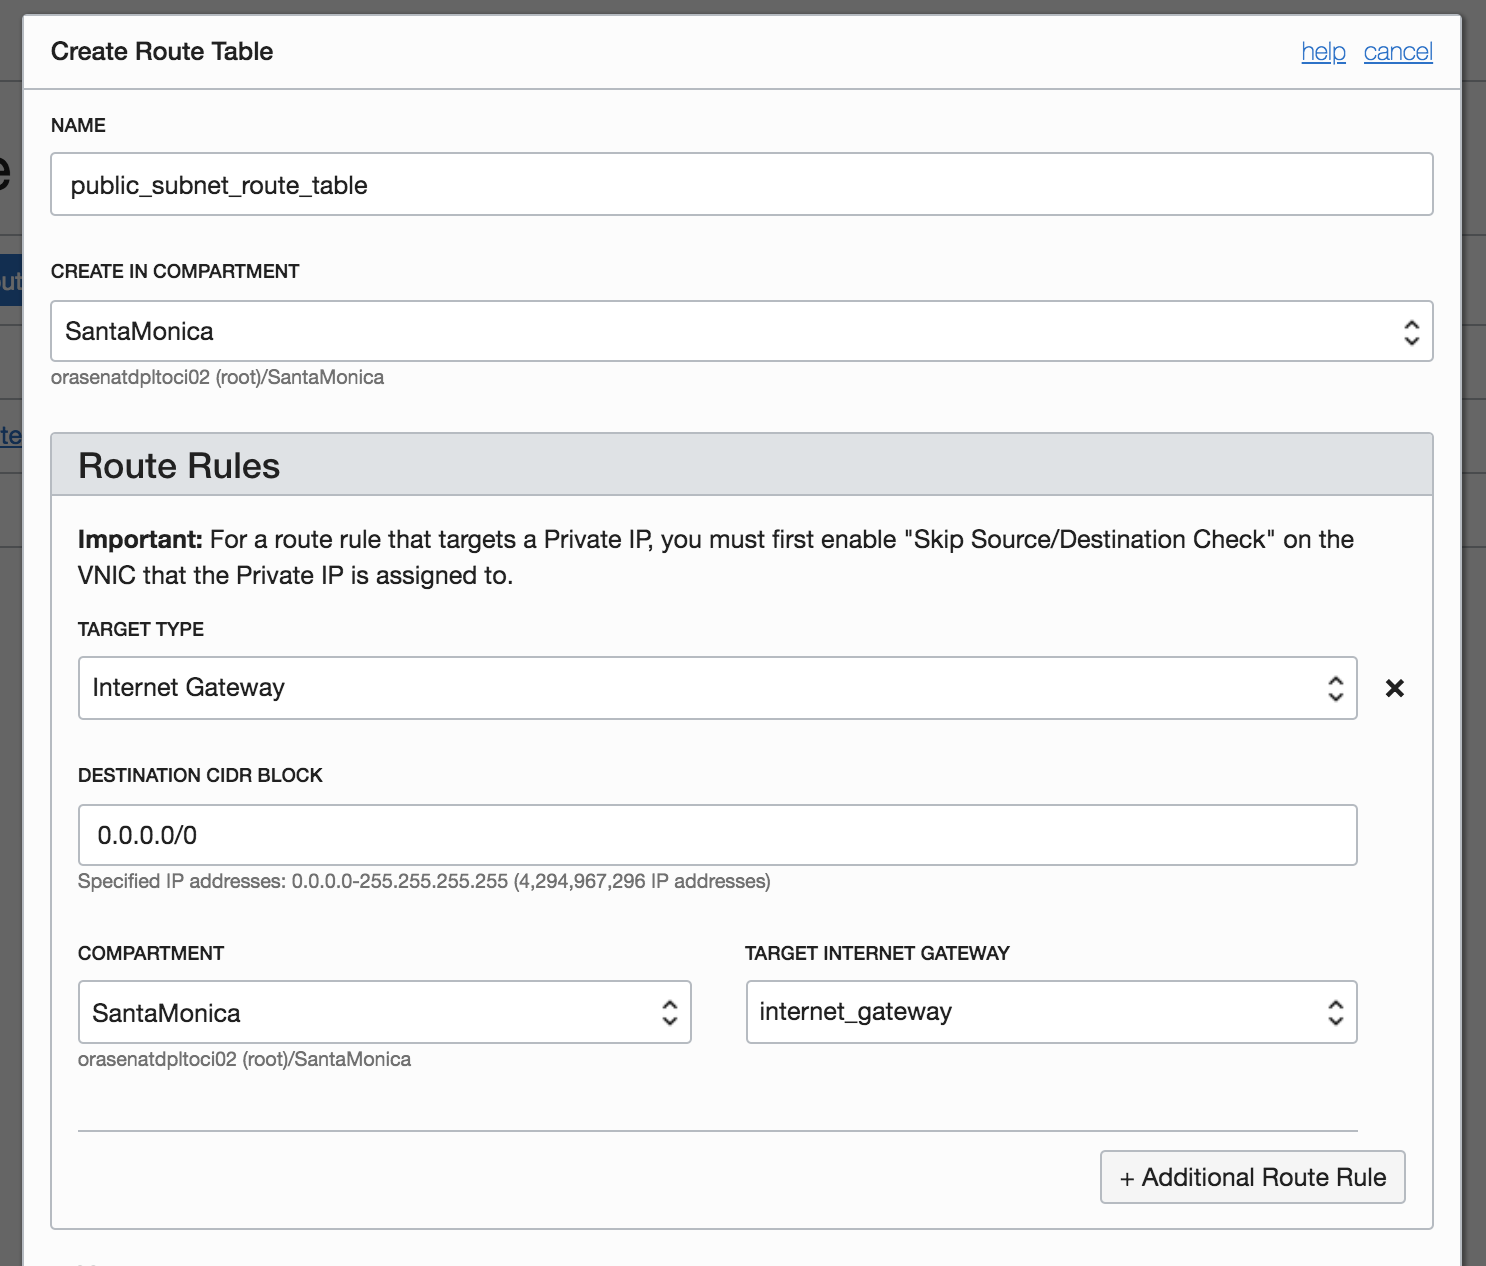 Create Route Table
help cancel
NAME
public_subnet_route_table
CREATE IN COMPARTMENT
SantaMonica
orasenatdpltoci02 (root)/SantaMonica
Route Rules
Important: For a route rule that targets a Private IP, you must first enable "Skip Source/Destination Check" on the
VNIC that the Private IP is assigned to.
TARGET TYPE
Internet Gateway
DESTINATION CIDR BLOCK
0.0.0.0/0
Specified IP addresses: 0.0.0.0-255.255.255.255 (4,294,967,296 IP addresses)
COMPARTMENT
TARGET INTERNET GATEWAY
SantaMonica
internet_gateway
orasenatdpltoci02 (root)/SantaMonica
+ Additional Route Rule